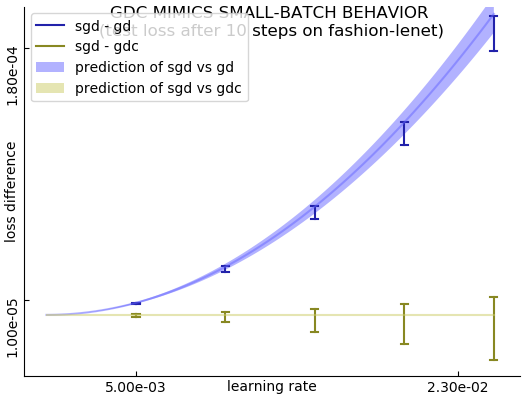 GDC MIMICS SMALL-BATCH BEHAVIOR
(test loss after 10 steps on fashion-lenet)
sgd - gd
sgd - gdc
prediction of sgd vs gd
prediction of sgd vs gdc
1.80e-04
loss difference
1.00e-05
5.00e-03
learning rate
2.30e-02